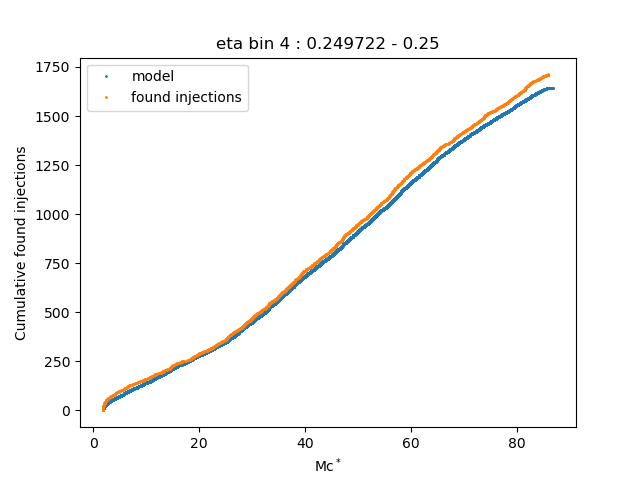 eta bin 4 : 0.249722 - 0.25
model
found injections
Cumulative found injections
1750
1500
1250
1000
750
500
250
0
0 20 40 60 80
Mc*